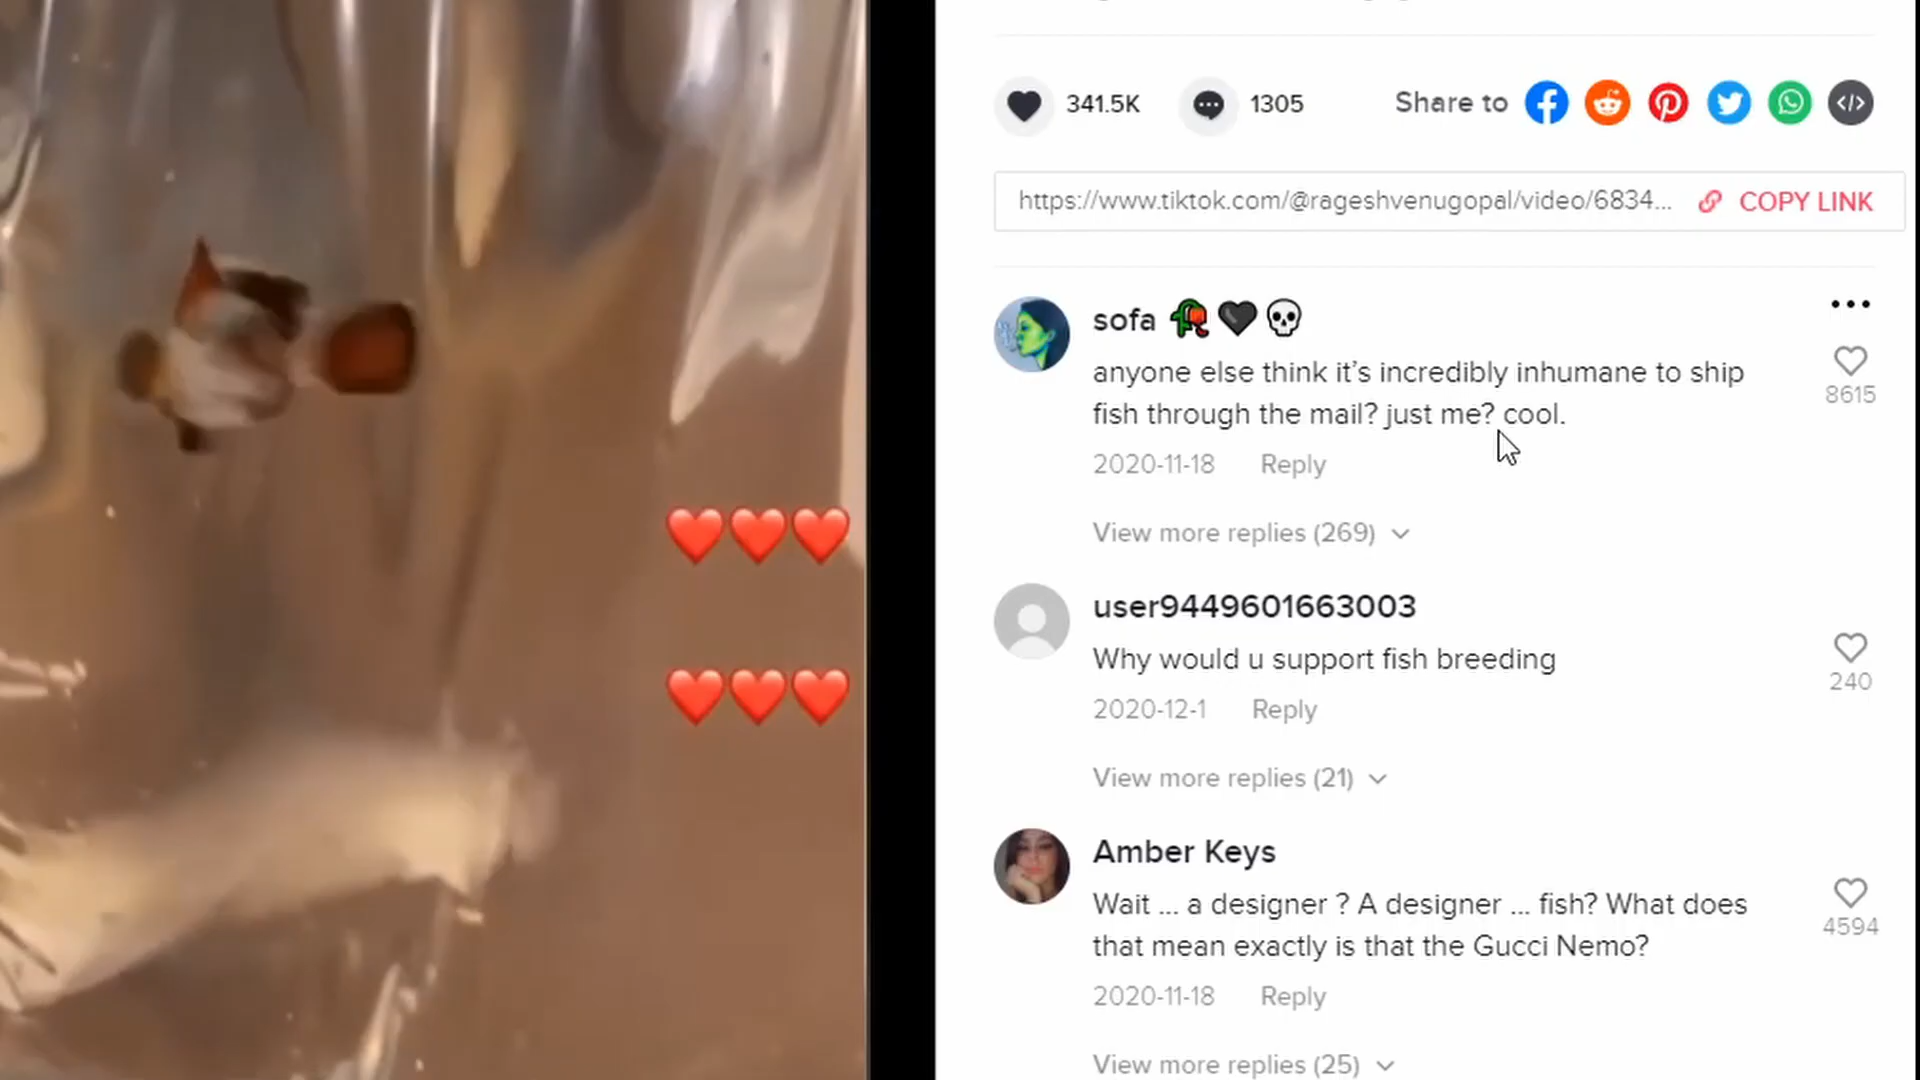 341.5K
1305
Share to
https://www.tiktok.com/@rageshvenugopal/video/6834...
COPY LINK
sofa 🥀🖤💀
anyone else think it's incredibly inhumane to ship
fish through the mail? just me? cool.
8615
2020-11-18 Reply
View more replies (269)
user9449601663003
Why would u support fish breeding
240
2020-12-1 Reply
View more replies (21)
Amber Keys
Wait ... a designer ? A designer ... fish? What does
that mean exactly is that the Gucci Nemo?
4594
2020-11-18 Reply
View more replies (25)